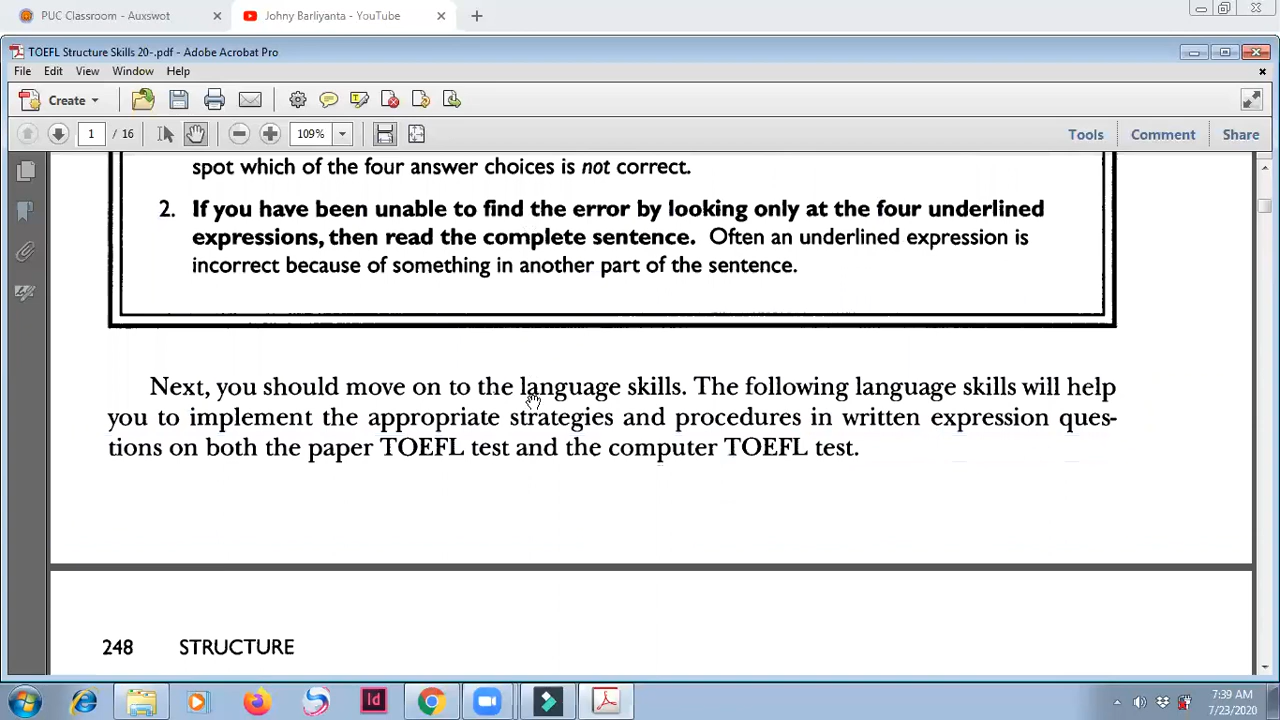 PUC Classroom - Auxswot
Johny Barliyanta - YouTube
TOEFL Structure Skills 20-.pdf - Adobe Acrobat Pro
File Edit View Window Help
Create
1 / 16 109% Tools Comment Share
spot which of the four answer choices is not correct.
2. If you have been unable to find the error by looking only at the four underlined
expressions, then read the complete sentence. Often an underlined expression is
incorrect because of something in another part of the sentence.
Next, you should move on to the language skills. The following language skills will help
you to implement the appropriate strategies and procedures in written expression ques-
tions on both the paper TOEFL test and the computer TOEFL test.
248 STRUCTURE
Id
7:39 AM
7/23/2020